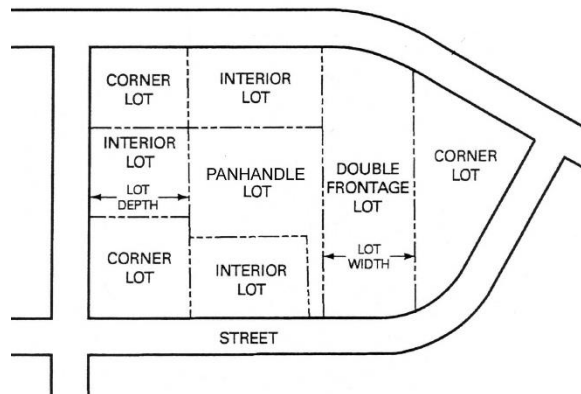 CORNER
LOT
INTERIOR
LOT
INTERIOR
LOT
LOT
DEPTH
PANHANDLE
LOT
DOUBLE
FRONTAGE
LOT
CORNER
LOT
CORNER
LOT
INTERIOR
LOT
LOT
WIDTH
STREET